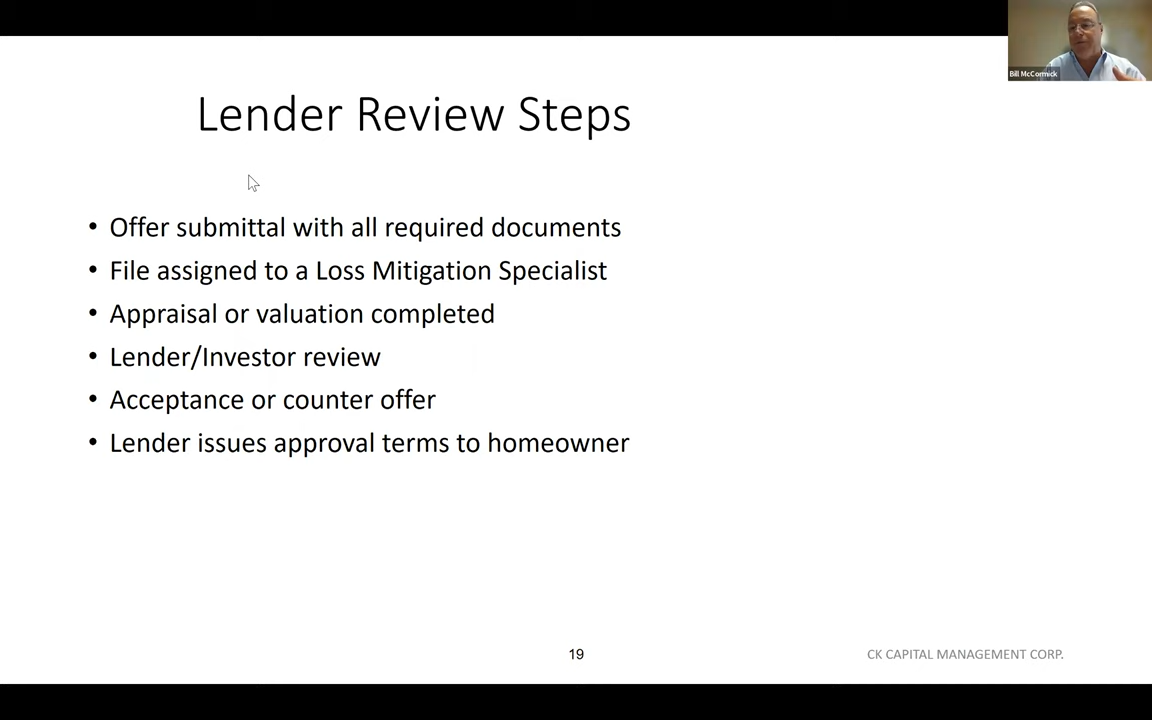 Bill McCormick
Lender Review Steps
• Offer submittal with all required documents
• File assigned to a Loss Mitigation Specialist
• Appraisal or valuation completed
• Lender/Investor review
• Acceptance or counter offer
• Lender issues approval terms to homeowner
19
CK CAPITAL MANAGEMENT CORP.